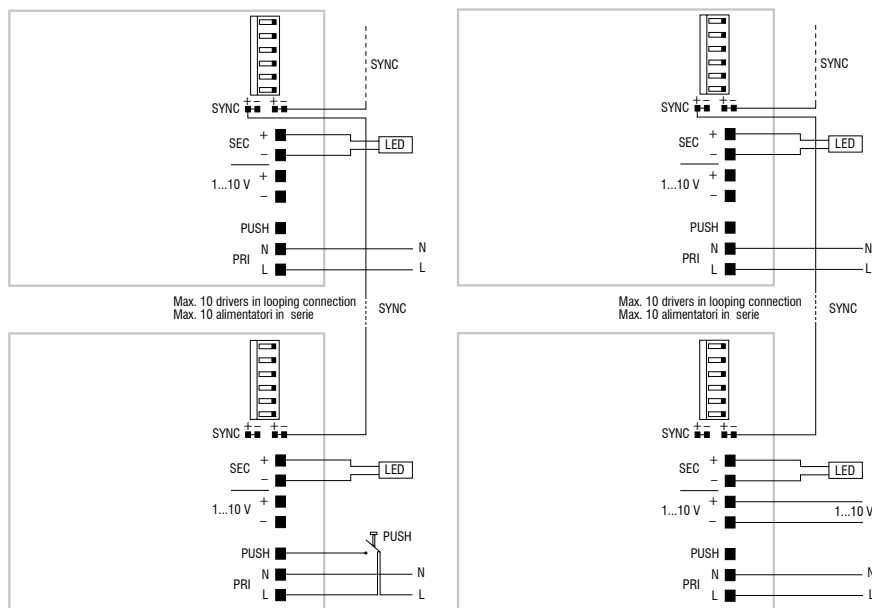 SYNC
+ − + −
SYNC
SEC + LED
−
1...10 V +
−
PUSH
PRI N N
L L
Max. 10 drivers in looping connection
Max. 10 alimentatori in serie
SYNC
+ − + −
SYNC
SEC + LED
−
1...10 V +
−
PUSH PUSH
PRI N N
L L
SYNC
+ − + −
SYNC
SEC + LED
−
1...10 V +
−
PUSH
PRI N N
L L
Max. 10 drivers in looping connection
Max. 10 alimentatori in serie
SYNC
+ − + −
SYNC
SEC + LED
−
1...10 V + 1...10 V
−
PUSH
PRI N N
L L